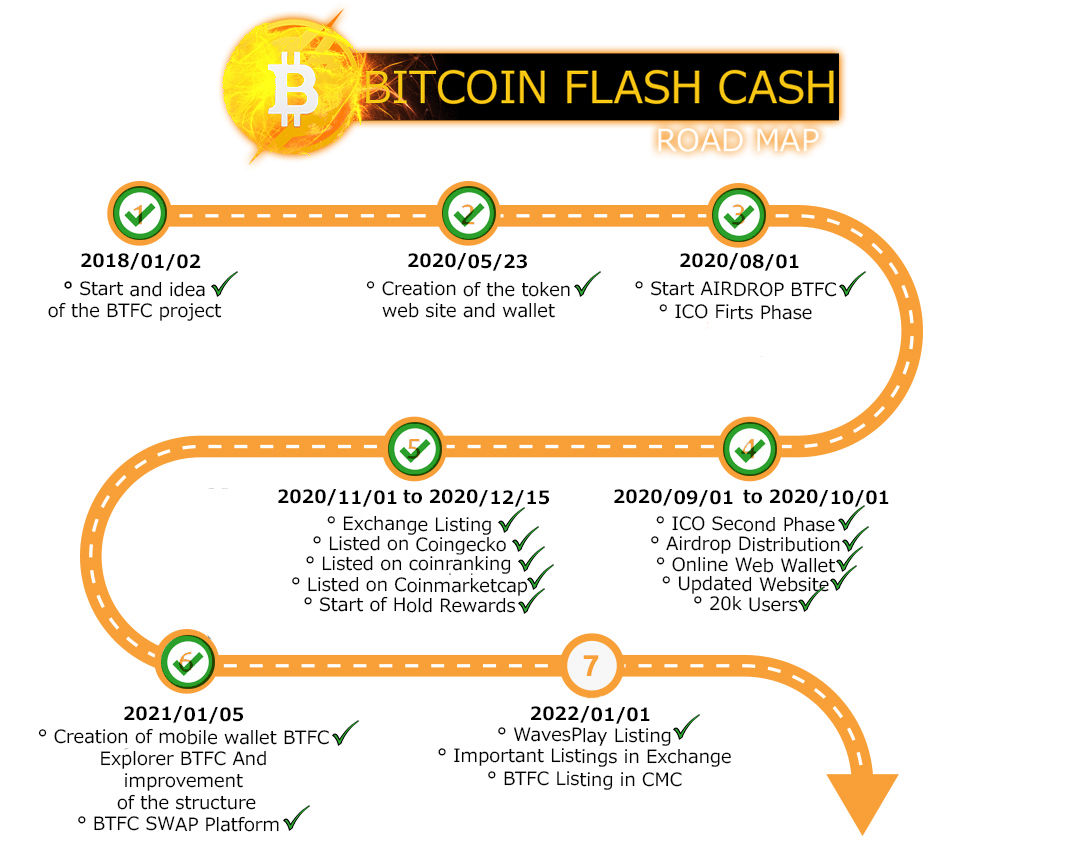 BITCOIN FLASH CASH
ROAD MAP
1
2
3
2018/01/02
° Start and idea
of the BTFC project
2020/05/23
° Creation of the token
web site and wallet
2020/08/01
° Start AIRDROP BTFC
° ICO Firts Phase
5
4
2020/11/01 to 2020/12/15
° Exchange Listing
° Listed on Coingecko
° Listed on coinranking
° Listed on Coinmarketcap
° Start of Hold Rewards
2020/09/01 to 2020/10/01
° ICO Second Phase
° Airdrop Distribution
° Online Web Wallet
° Updated Website
° 20k Users
6
7
2021/01/05
° Creation of mobile wallet BTFC
Explorer BTFC And
improvement
of the structure
° BTFC SWAP Platform
2022/01/01
° WavesPlay Listing
° Important Listings in Exchange
° BTFC Listing in CMC